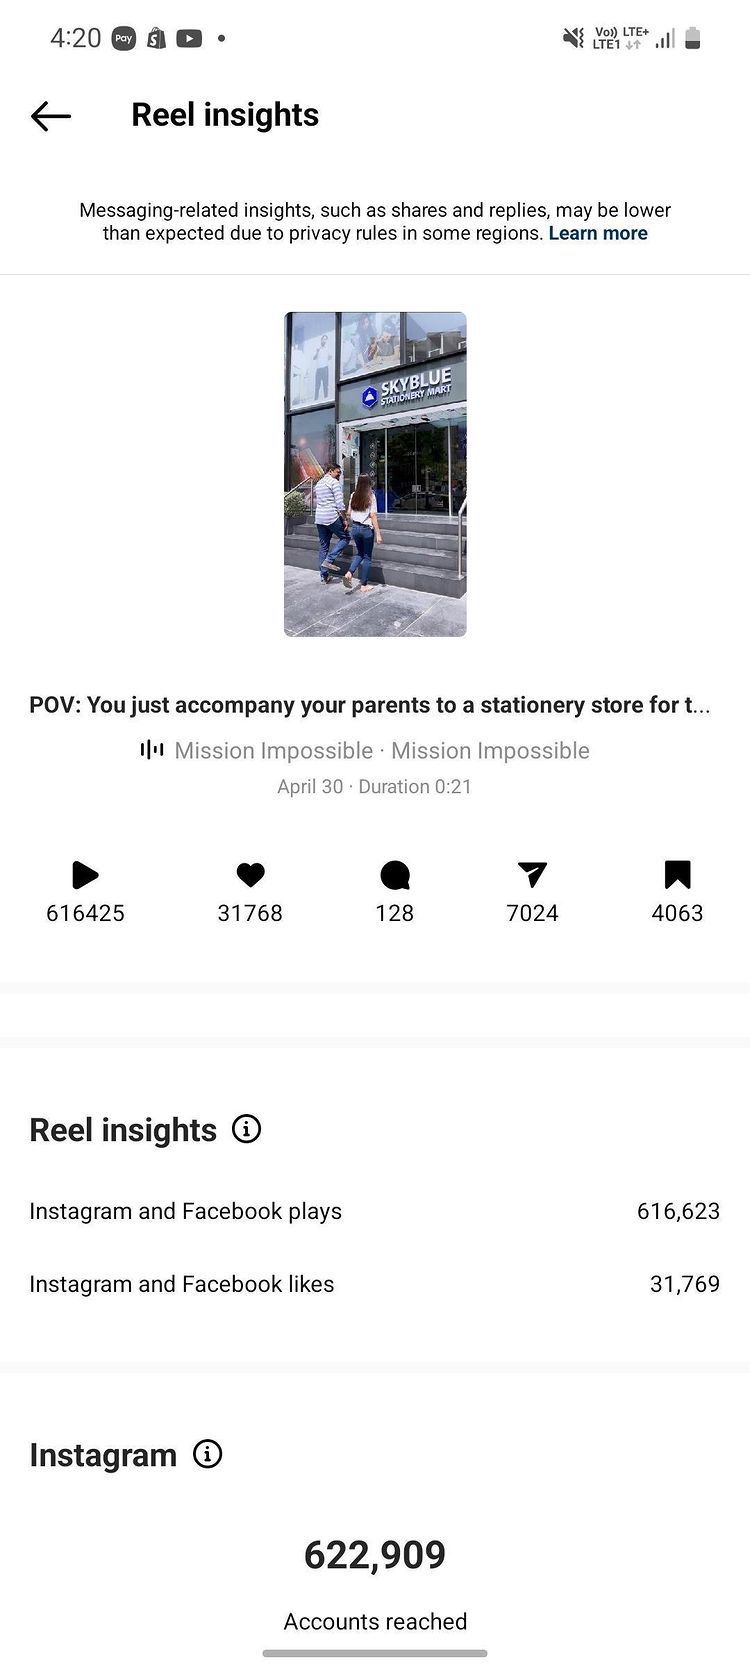 4:20 Pay Vo)) LTE+
LTE1
Reel insights
Messaging-related insights, such as shares and replies, may be lower
than expected due to privacy rules in some regions. Learn more
SKYBLUE
STATIONERY MART
POV: You just accompany your parents to a stationery store for t...
Mission Impossible · Mission Impossible
April 30 · Duration 0:21
616425 31768 128 7024 4063
Reel insights
Instagram and Facebook plays 616,623
Instagram and Facebook likes 31,769
Instagram
622,909
Accounts reached